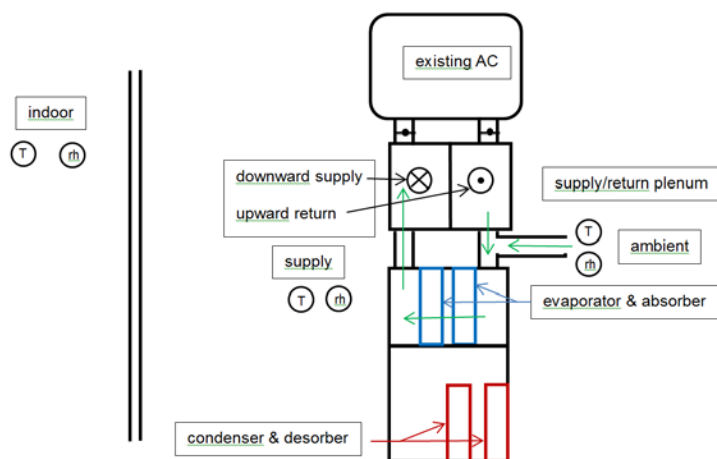 existing AC
indoor
T
rh
downward supply
upward return
supply/return plenum
T
rh
ambient
supply
T
rh
evaporator & absorber
condenser & desorber